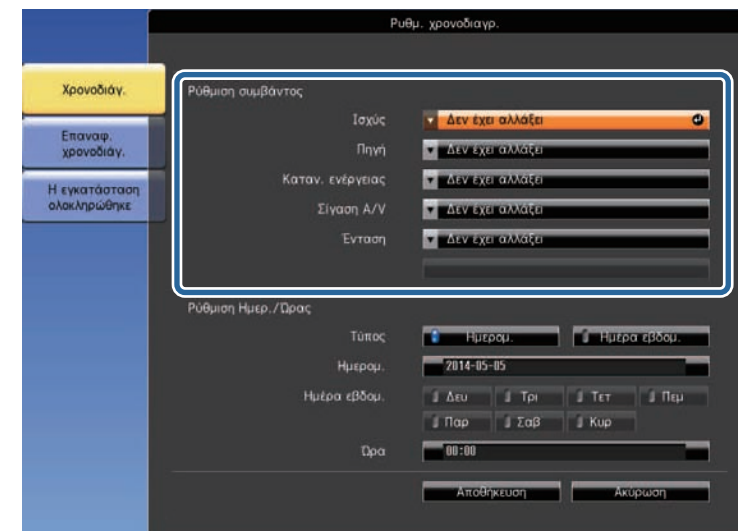 Ρυθμ. χρονοδιαγρ.
Χρονοδιάγ.
Επαναφ.
χρονοδιάγ.
Η εγκατάσταση
ολοκληρώθηκε
Ρύθμιση συμβάντος
Ισχύς Δεν έχει αλλάξει
Πηγή Δεν έχει αλλάξει
Καταν. ενέργειας Δεν έχει αλλάξει
Σίγαση A/V Δεν έχει αλλάξει
Ένταση Δεν έχει αλλάξει
Ρύθμιση Ημερ./Ώρας
Τύπος Ημερομ. Ημέρα εβδομ.
Ημερομ. 2014-05-05
Ημέρα εβδομ. Δευ Τρι Τετ Πεμ
Παρ Σαβ Κυρ
Ώρα 00:00
Αποθήκευση Ακύρωση